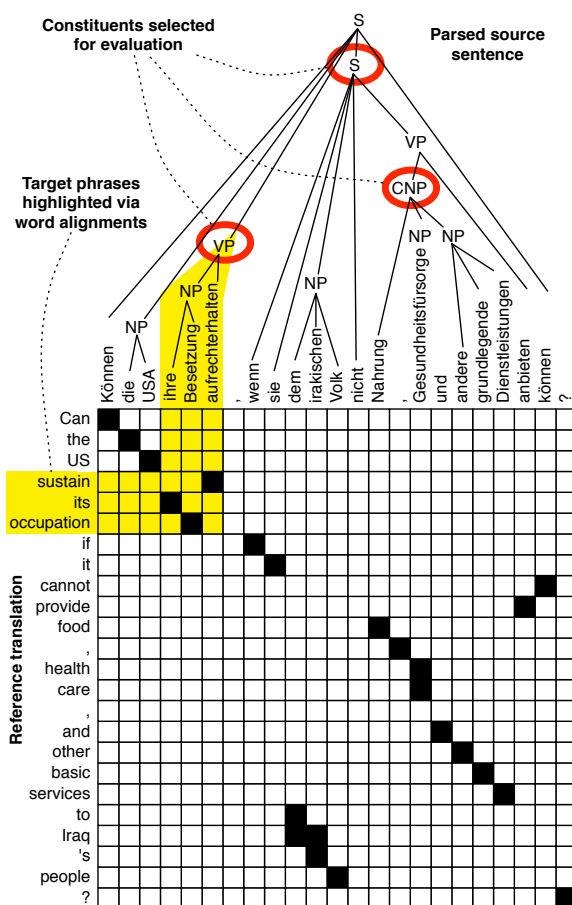 Constituents selected
for evaluation
Parsed source
sentence
S
S
VP
CNP
Target phrases
highlighted via
word alignments
VP
NP
NP
NP
NP
NP
Können
die
USA
ihre
Besetzung
aufrechterhalten
,
wenn
sie
dem
irakischen
Volk
nicht
Nahrung
,
Gesundheitsfürsorge
und
andere
grundlegende
Dienstleistungen
anbieten
können
?
Reference translation
Can
the
US
sustain
its
occupation
if
it
cannot
provide
food
,
health
care
,
and
other
basic
services
to
Iraq
's
people
?